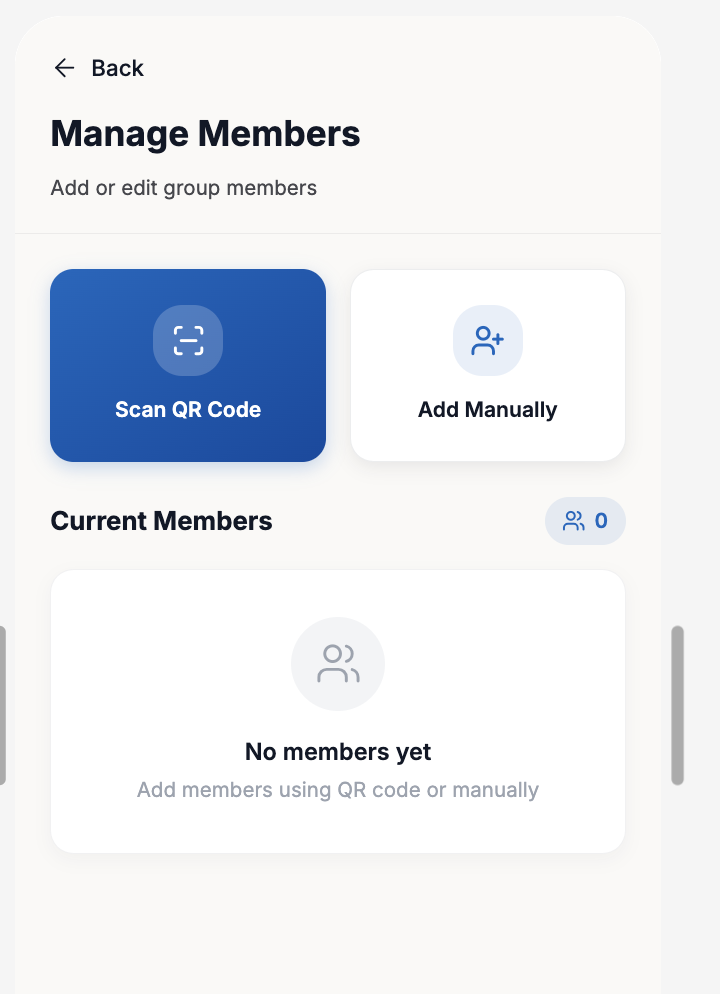 Back
Manage Members
Add or edit group members
Scan QR Code
Add Manually
Current Members
0
No members yet
Add members using QR code or manually